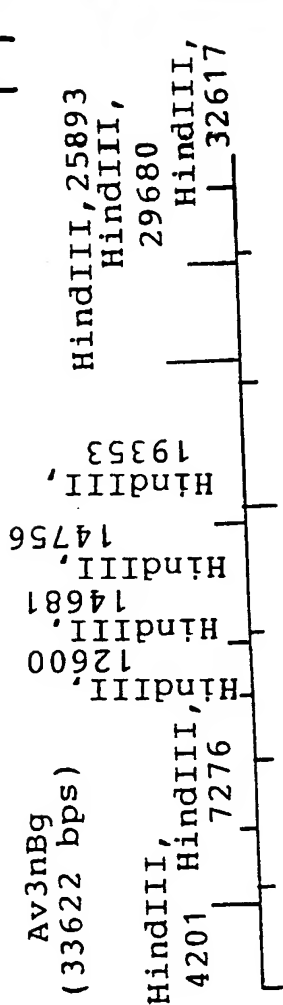 Av3nBg
(33622 bps)
HindIII,
4201
HindIII,
7276
HindIII,
12600
HindIII,
14681
HindIII,
14756
HindIII,
19353
HindIII,25893
HindIII,
29680
HindIII,
32617